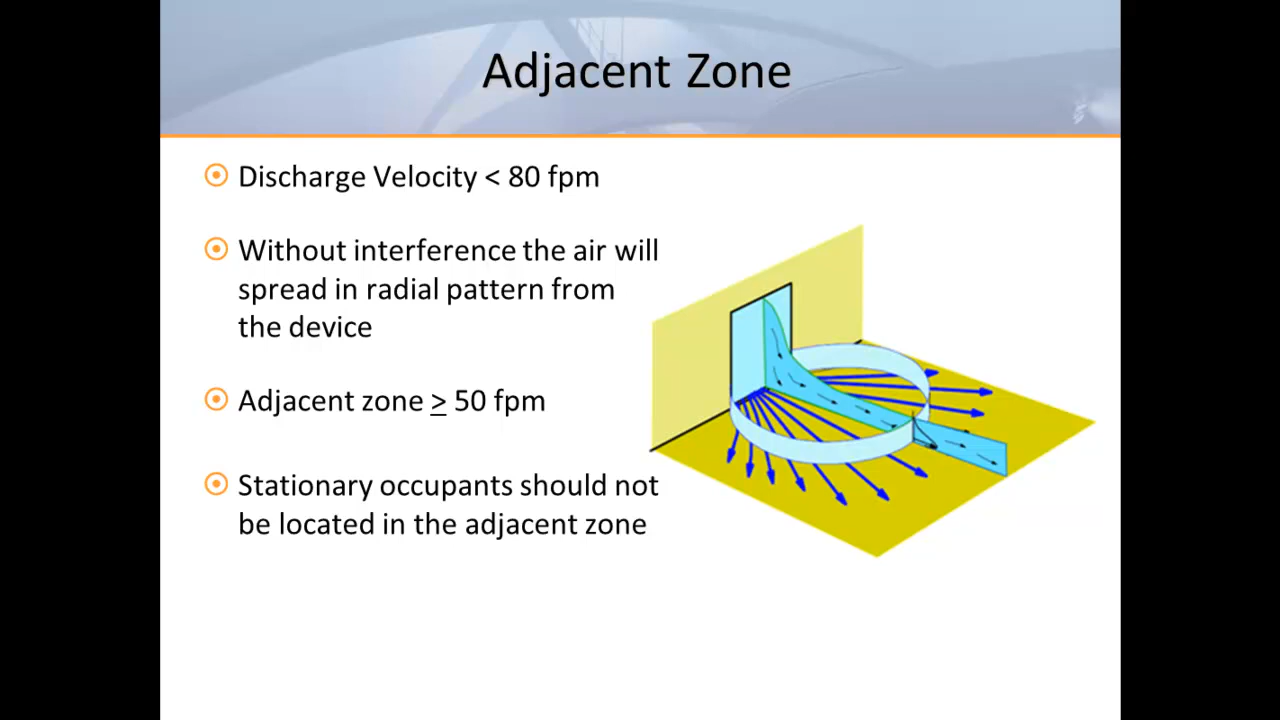 Adjacent Zone
Discharge Velocity < 80 fpm
Without interference the air will
spread in radial pattern from
the device
Adjacent zone > 50 fpm
Stationary occupants should not
be located in the adjacent zone